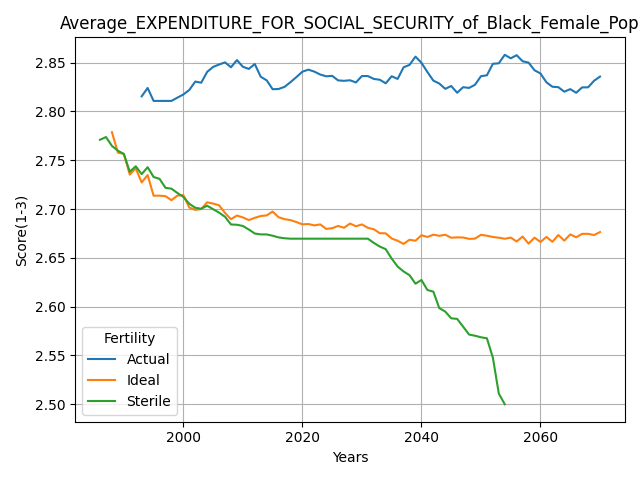 Average_EXPENDITURE_FOR_SOCIAL_SECURITY_of_Black_Female_Pop
2.85
2.80
2.75
2.70
2.65
2.60
2.55
2.50
Score(1-3)
Fertility
Actual
Ideal
Sterile
2000
2020
2040
2060
Years